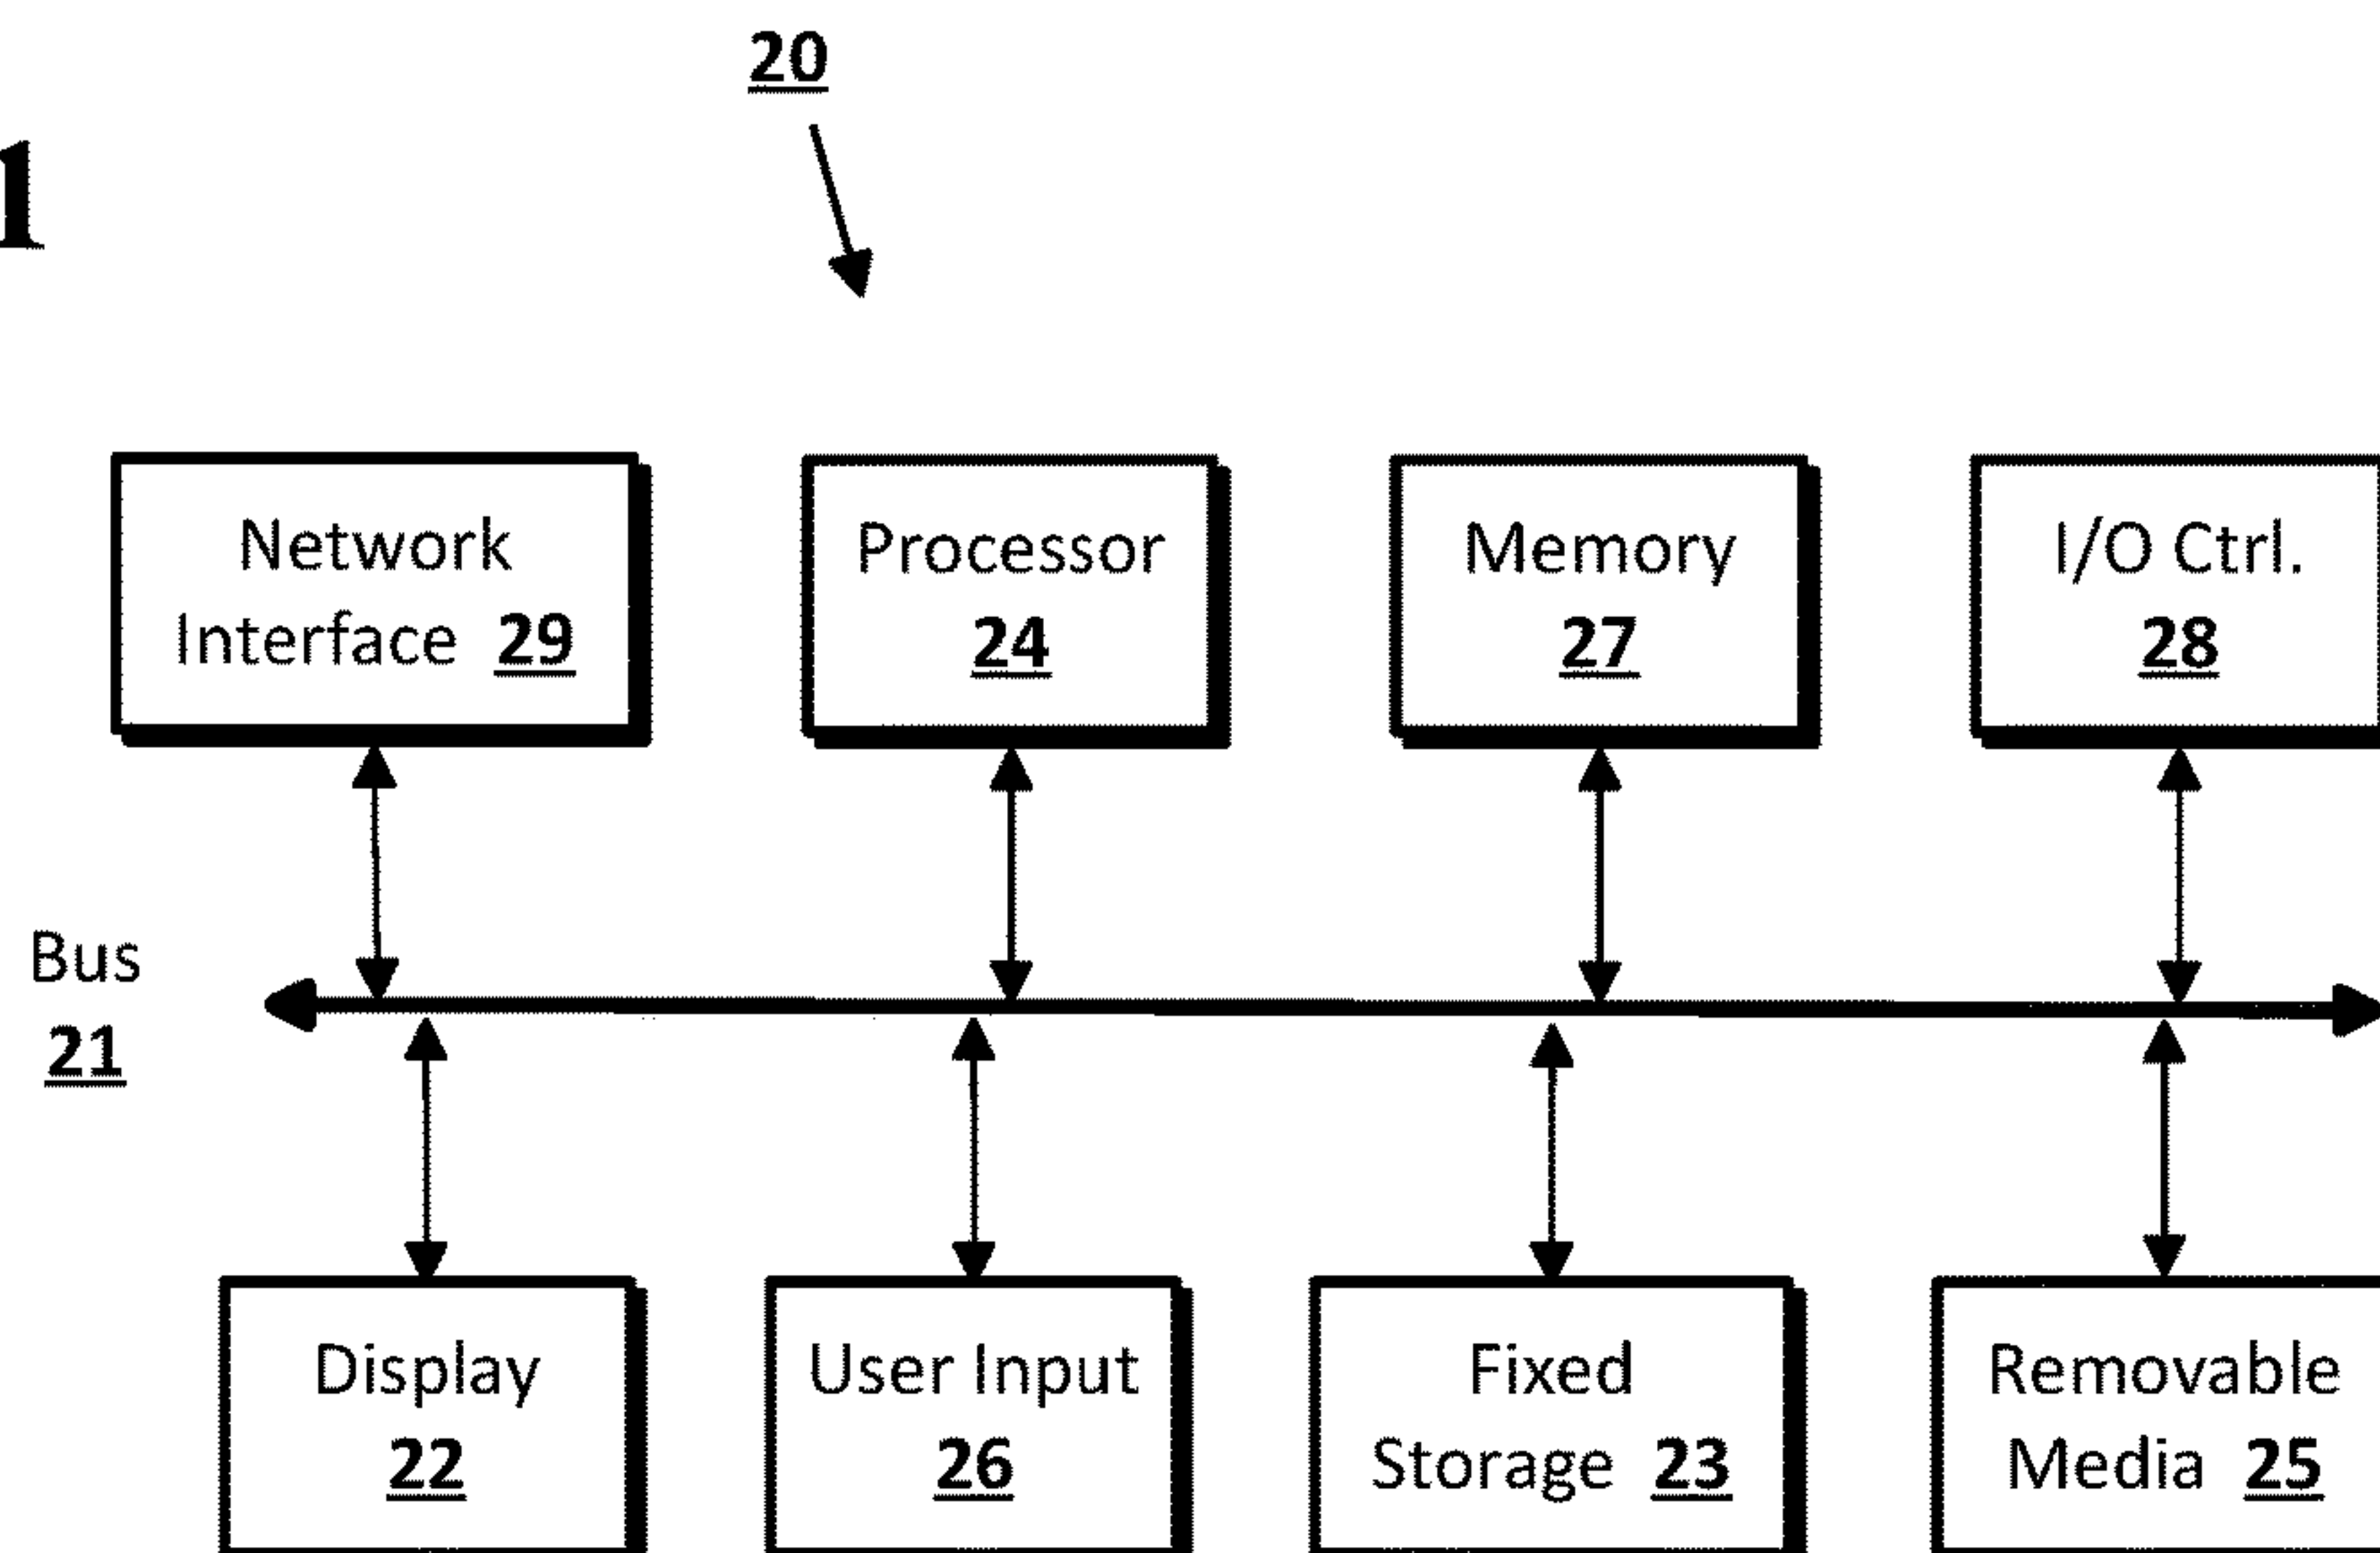 20
1
Network
Interface 29
Processor
24
Memory
27
I/O Ctrl.
28
Bus
21
Display
22
User Input
26
Fixed
Storage 23
Removable
Media 25